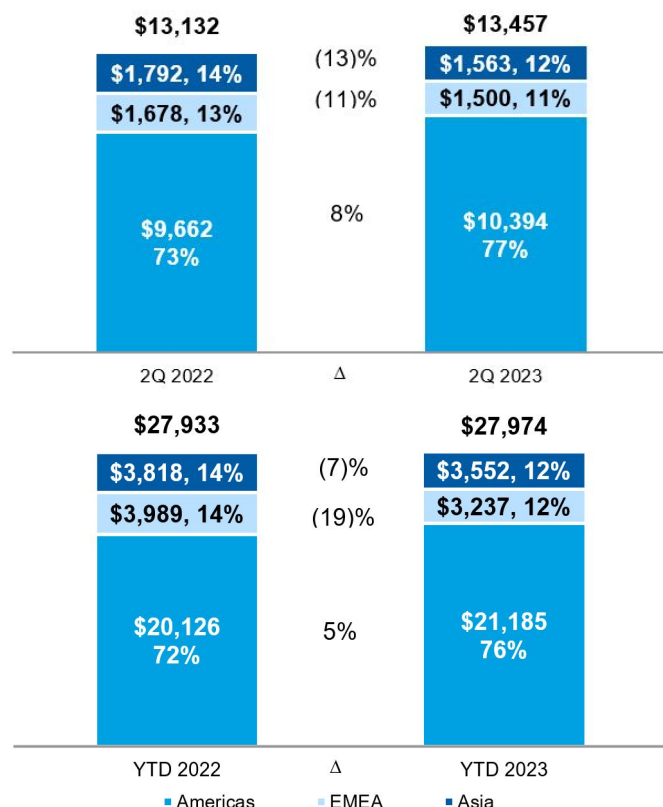 $13,132
$13,457
$1,792, 14%
(13)%
$1,563, 12%
$1,678, 13%
(11)%
$1,500, 11%
$9,662
73%
8%
$10,394
77%
2Q 2022
Δ
2Q 2023
$27,933
$27,974
$3,818, 14%
(7)%
$3,552, 12%
$3,989, 14%
(19)%
$3,237, 12%
$20,126
72%
5%
$21,185
76%
YTD 2022
Δ
YTD 2023
Americas
EMEA
Asia